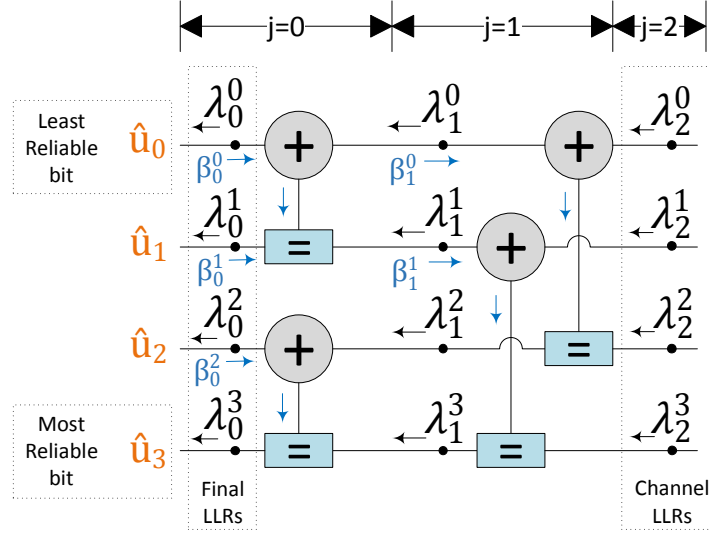 j=0 j=1 j=2
λ₀⁰ λ₁⁰ λ₂⁰
Least
Reliable
bit
û₀ + +
β₀⁰ β₁⁰
λ₀¹ λ₁¹ λ₂¹
û₁ = +
β₀¹ β₁¹
λ₀² λ₁² λ₂²
û₂ + =
β₀²
λ₀³ λ₁³ λ₂³
Most
Reliable
bit
û₃ = =
Final
LLRs
Channel
LLRs